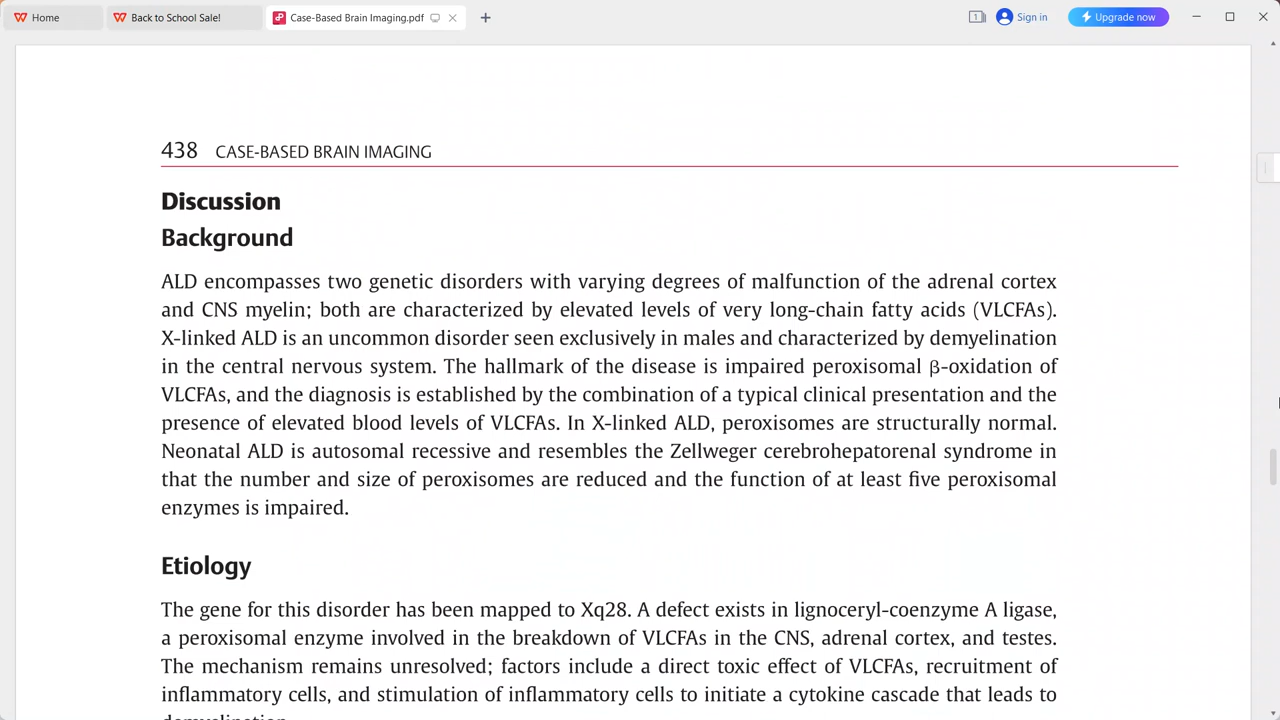 Home
Back to School Sale!
Case-Based Brain Imaging.pdf
1
Sign in
Upgrade now
438 CASE-BASED BRAIN IMAGING
Discussion
Background
ALD encompasses two genetic disorders with varying degrees of malfunction of the adrenal cortex
and CNS myelin; both are characterized by elevated levels of very long-chain fatty acids (VLCFAs).
X-linked ALD is an uncommon disorder seen exclusively in males and characterized by demyelination
in the central nervous system. The hallmark of the disease is impaired peroxisomal β-oxidation of
VLCFAs, and the diagnosis is established by the combination of a typical clinical presentation and the
presence of elevated blood levels of VLCFAs. In X-linked ALD, peroxisomes are structurally normal.
Neonatal ALD is autosomal recessive and resembles the Zellweger cerebrohepatorenal syndrome in
that the number and size of peroxisomes are reduced and the function of at least five peroxisomal
enzymes is impaired.
Etiology
The gene for this disorder has been mapped to Xq28. A defect exists in lignoceryl-coenzyme A ligase,
a peroxisomal enzyme involved in the breakdown of VLCFAs in the CNS, adrenal cortex, and testes.
The mechanism remains unresolved; factors include a direct toxic effect of VLCFAs, recruitment of
inflammatory cells, and stimulation of inflammatory cells to initiate a cytokine cascade that leads to